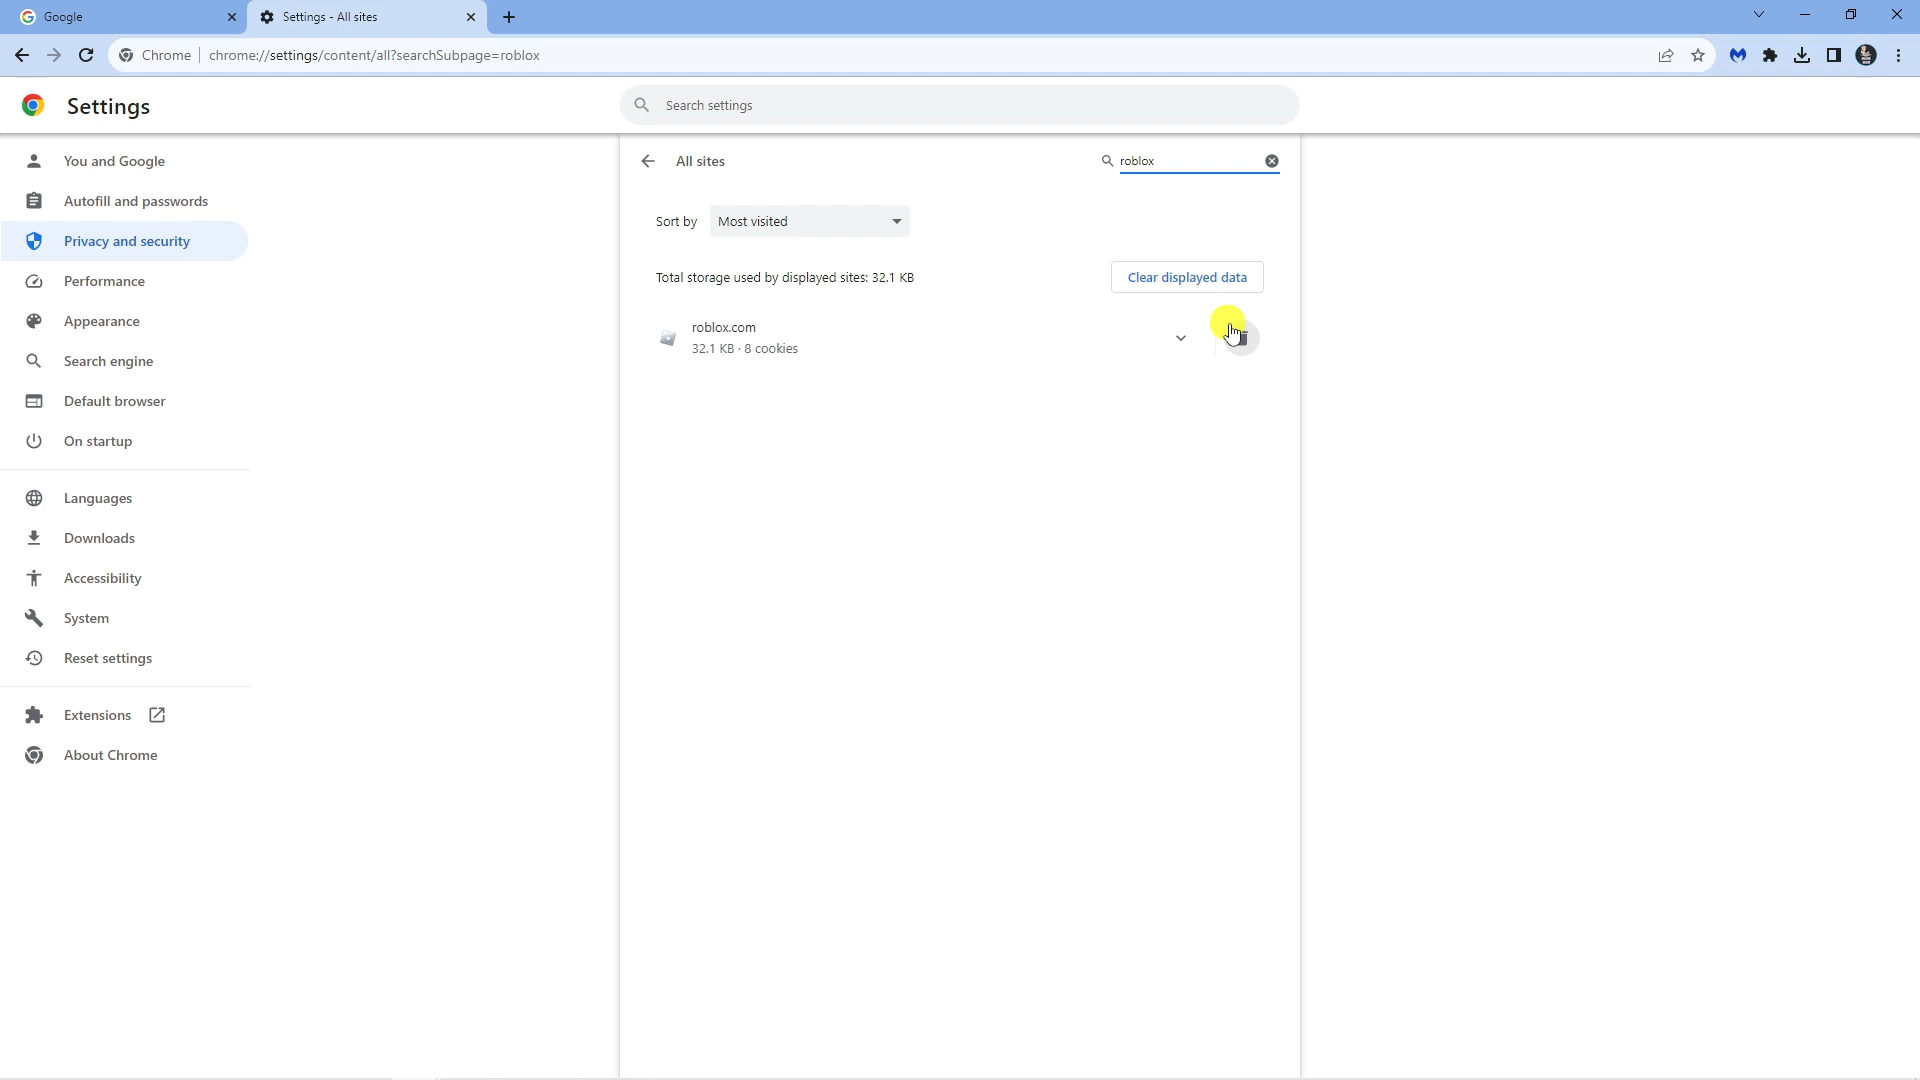 Google
Settings - All sites
Chrome
chrome://settings/content/all?searchSubpage=roblox
Settings
Search settings
You and Google
Autofill and passwords
Privacy and security
Performance
Appearance
Search engine
Default browser
On startup
Languages
Downloads
Accessibility
System
Reset settings
Extensions
About Chrome
All sites
roblox
Sort by
Most visited
Total storage used by displayed sites: 32.1 KB
Clear displayed data
roblox.com
32.1 KB · 8 cookies